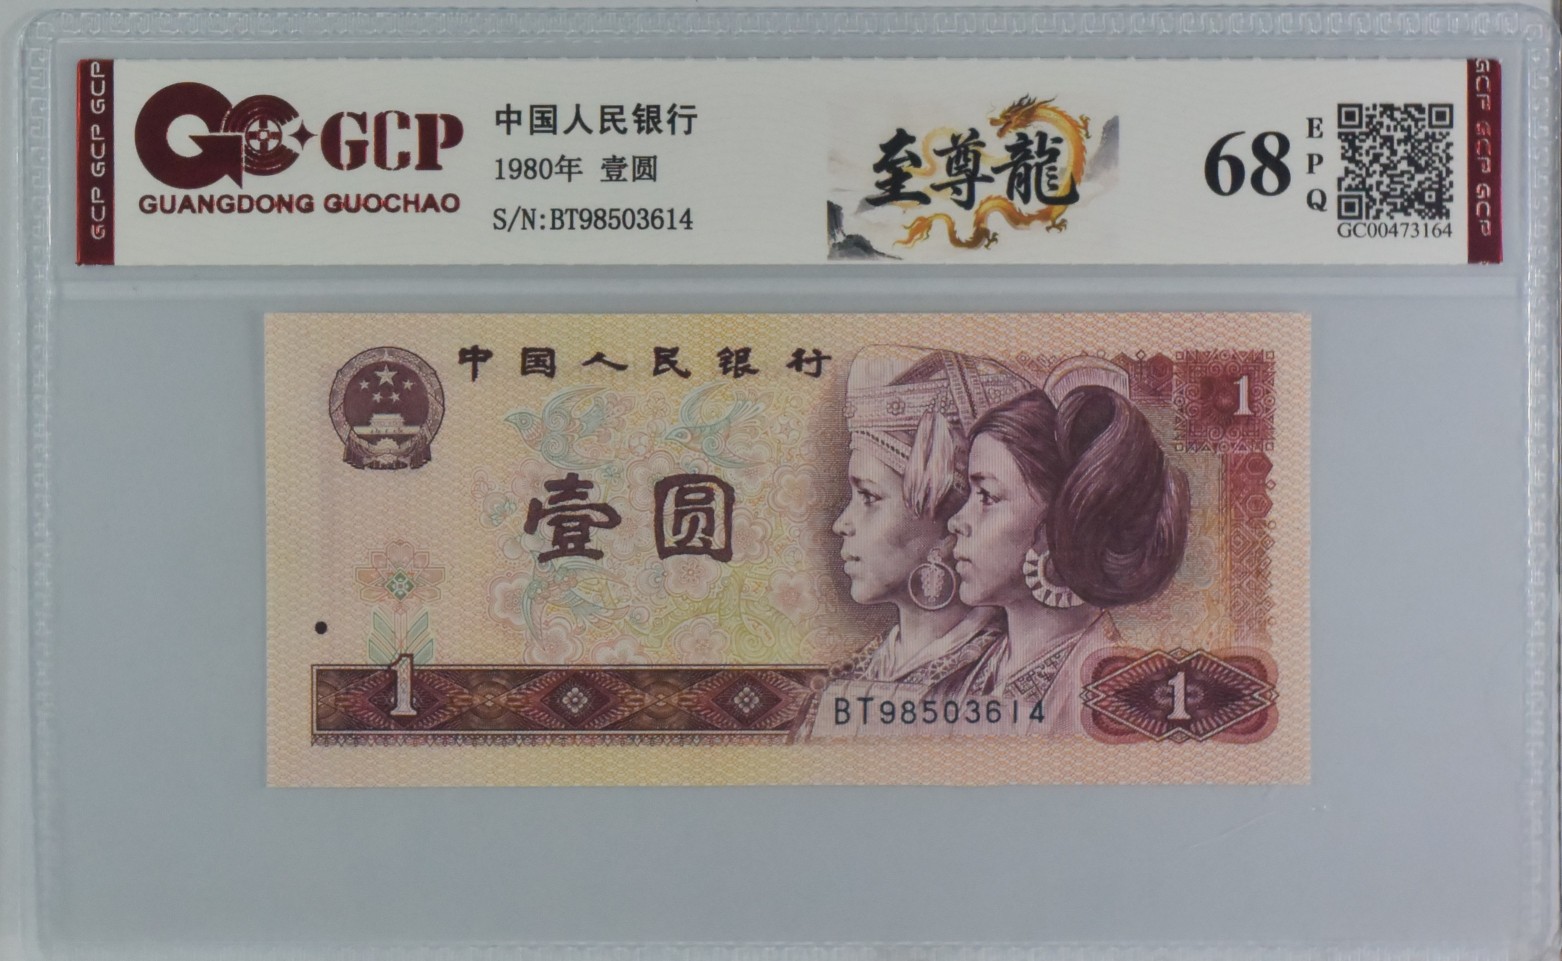 GCP GCP GCP
GCP
GUANGDONG GUOCHAO
中国人民银行
1980年 壹圆
S/N:BT98503614
至尊龍
68
E
P
Q
GC00473164
GCP GCP GCP
中国人民银行
1
壹圆
1
BT98503614
1